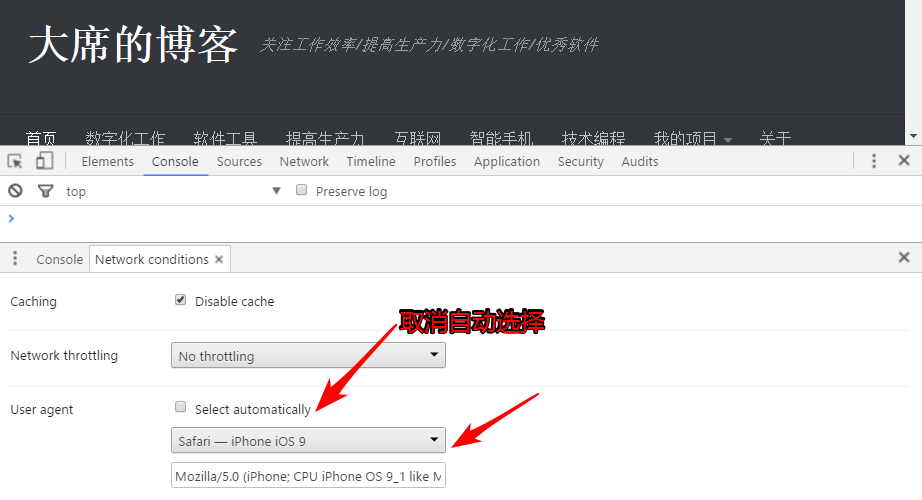 大席的博客 关注工作效率/提高生产力/数字化工作/优秀软件
首页 数字化工作 软件工具 提高生产力 互联网 智能手机 技术编程 我的项目 关于
Elements Console Sources Network Timeline Profiles Application Security Audits
top Preserve log
Console Network conditions
Caching Disable cache
取消自动选择
Network throttling No throttling
User agent Select automatically
Safari — iPhone iOS 9
Mozilla/5.0 (iPhone; CPU iPhone OS 9_1 like M